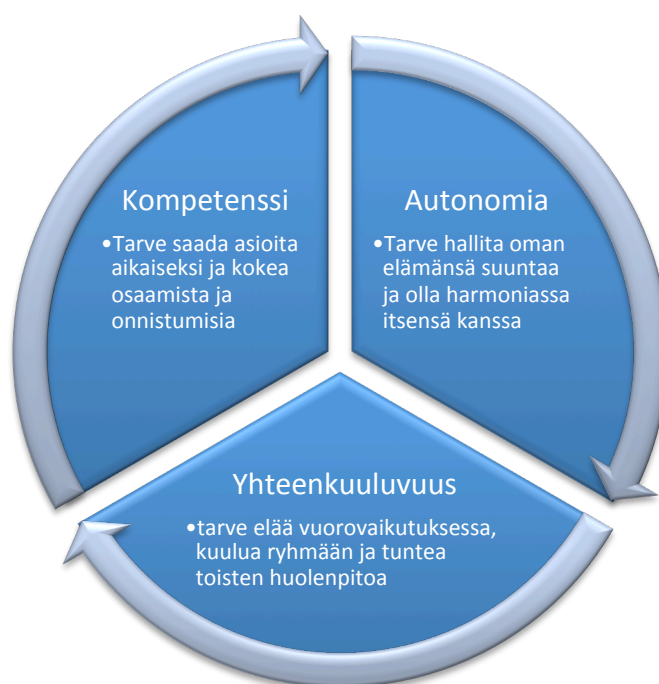 Kompetenssi
•Tarve saada asioita
aikaiseksi ja kokea
osaamista ja
onnistumisia
Autonomia
•Tarve hallita oman
elämänsä suuntaa
ja olla harmoniassa
itsensä kanssa
Yhteenkuuluvuus
•tarve elää vuorovaikutuksessa,
kuulua ryhmään ja tuntea
toisten huolenpitoa